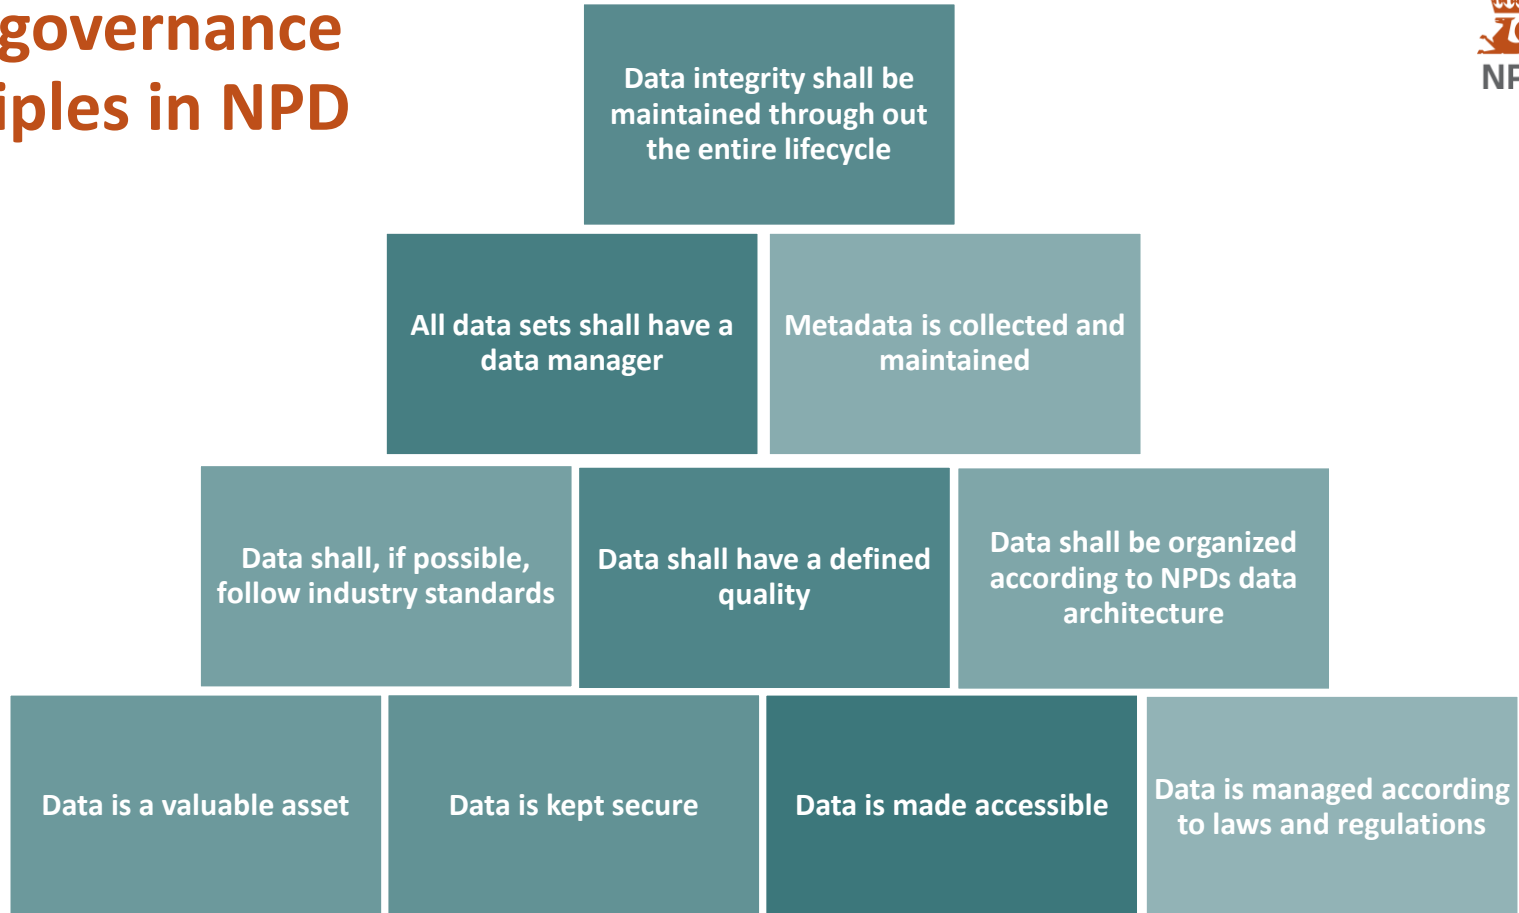 governance
iples in NPD
Data integrity shall be
maintained through out
the entire lifecycle
All data sets shall have a
data manager
Metadata is collected and
maintained
Data shall, if possible,
follow industry standards
Data shall have a defined
quality
Data shall be organized
according to NPDs data
architecture
Data is a valuable asset
Data is kept secure
Data is made accessible
Data is managed according
to laws and regulations